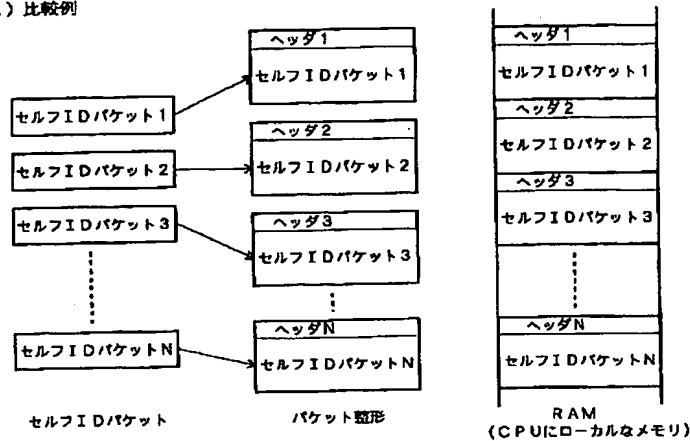 ）比較例
セルフIDパケット1
セルフIDパケット2
セルフIDパケット3
セルフIDパケットN
セルフIDパケット
ヘッダ1
セルフIDパケット1
ヘッダ2
セルフIDパケット2
ヘッダ3
セルフIDパケット3
ヘッダN
セルフIDパケットN
パケット整形
ヘッダ1
セルフIDパケット1
ヘッダ2
セルフIDパケット2
ヘッダ3
セルフIDパケット3
ヘッダN
セルフIDパケットN
RAM
(CPUにローカルなメモリ)